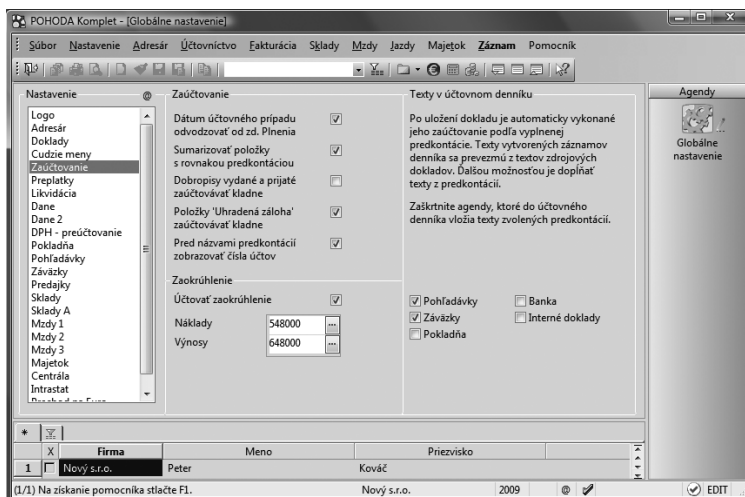 POHODA Komplet - [Globálne nastavenie]
Súbor Nastavenie Adresár Účtovníctvo Fakturácia Sklady Mzdy Jazdy Majetok Záznam Pomocník
Nastavenie @
Logo
Adresár
Doklady
Cudzie meny
Zaúčtovanie
Preplatky
Likvidácia
Dane
Dane 2
DPH - preúčtovanie
Pokladňa
Pohľadávky
Záväzky
Predajky
Sklady
Sklady A
Mzdy 1
Mzdy 2
Mzdy 3
Majetok
Centrála
Intrastat
Zaúčtovanie
Dátum účtovného prípadu
odvodzovať od zd. Plnenia
Sumarizovať položky
s rovnakou predkontáciou
Dobropisy vydané a prijaté
zaúčtovávať kladne
Položky 'Uhradená záloha'
zaúčtovávať kladne
Pred názvami predkontácií
zobrazovať čísla účtov
Zaokrúhlenie
Účtovať zaokrúhlenie
Náklady 548000 ...
Výnosy 648000 ...
Texty v účtovnom denníku
Po uložení dokladu je automaticky vykonané
jeho zaúčtovanie podľa vyplnenej
predkontácie. Texty vytvorených záznamov
denníka sa prevezmú z textov zdrojových
dokladov. Ďalšou možnosťou je dopĺňať
texty z predkontácií.
Zaškrtnite agendy, ktoré do účtovného
denníka vložia texty zvolených predkontácií.
Pohľadávky Banka
Záväzky Interné doklady
Pokladňa
Agendy
Globálne
nastavenie
*
X Firma Meno Priezvisko
1 Nový s.r.o. Peter Kováč
(1/1) Na získanie pomocníka stlačte F1. Nový s.r.o. 2009 @ EDIT